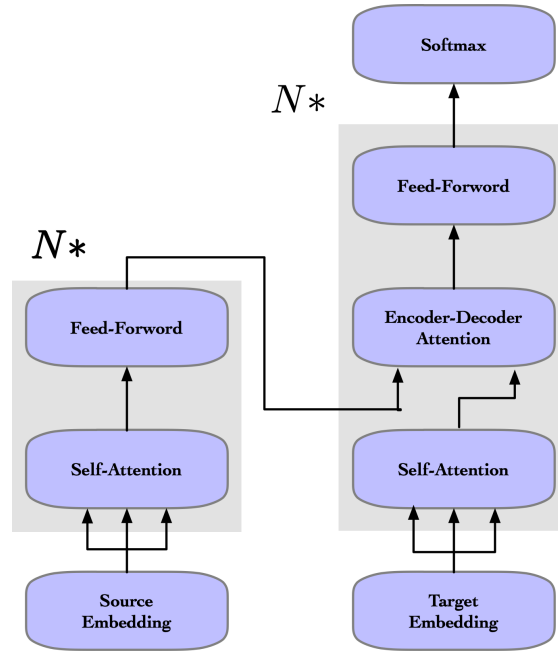 Softmax
N*
Feed-Forword
N*
Feed-Forword
Encoder-Decoder
Attention
Self-Attention
Self-Attention
Source
Embedding
Target
Embedding